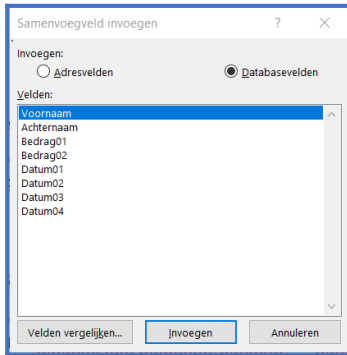 Samenvoegveld invoegen
Invoegen:
Adresvelden Databasevelden
Velden:
Voornaam
Achternaam
Bedrag01
Bedrag02
Datum01
Datum02
Datum03
Datum04
Velden vergelijken... Invoegen Annuleren